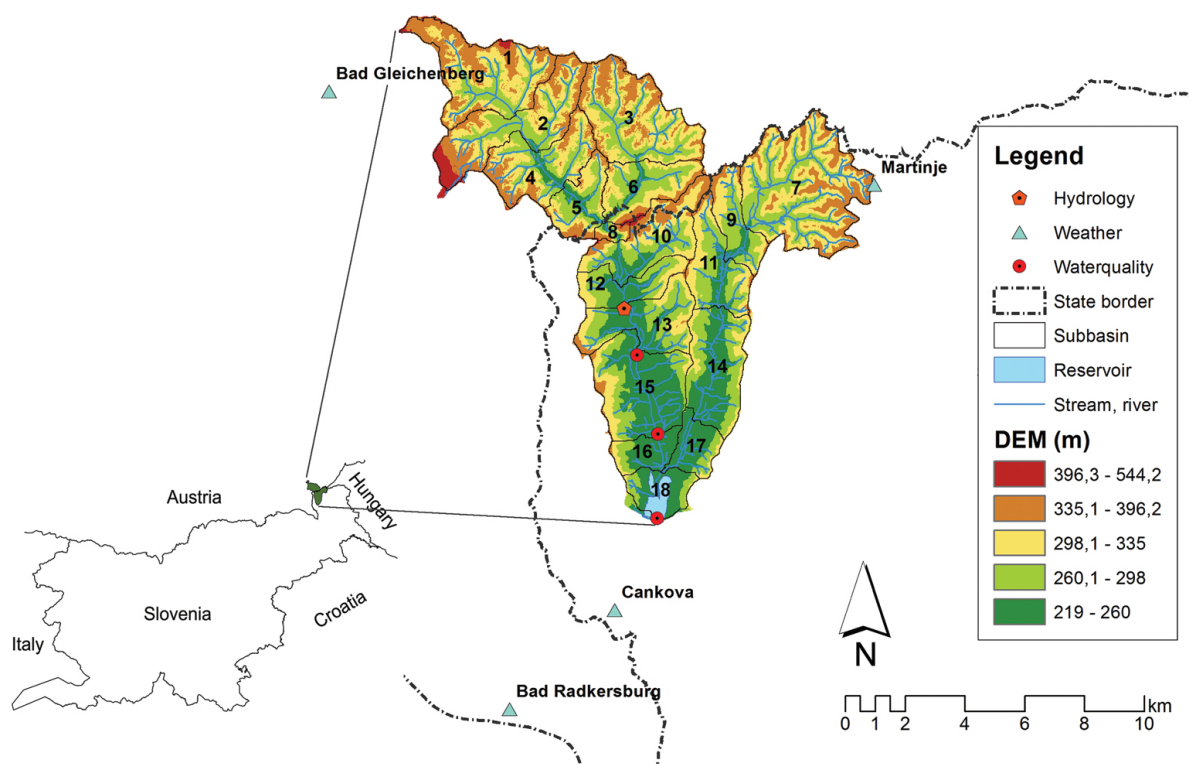 1
Bad Gleichenberg
2
3
4
5
6
7
8
9
10
11
12
13
14
15
16
17
18
Martinje
Cankova
Bad Radkersburg
Austria
Hungary
Slovenia
Croatia
Italy
Legend
Hydrology
Weather
Waterquality
State border
Subbasin
Reservoir
Stream, river
DEM (m)
396,3 - 544,2
335,1 - 396,2
298,1 - 335
260,1 - 298
219 - 260
N
km
0 1 2 4 6 8 10